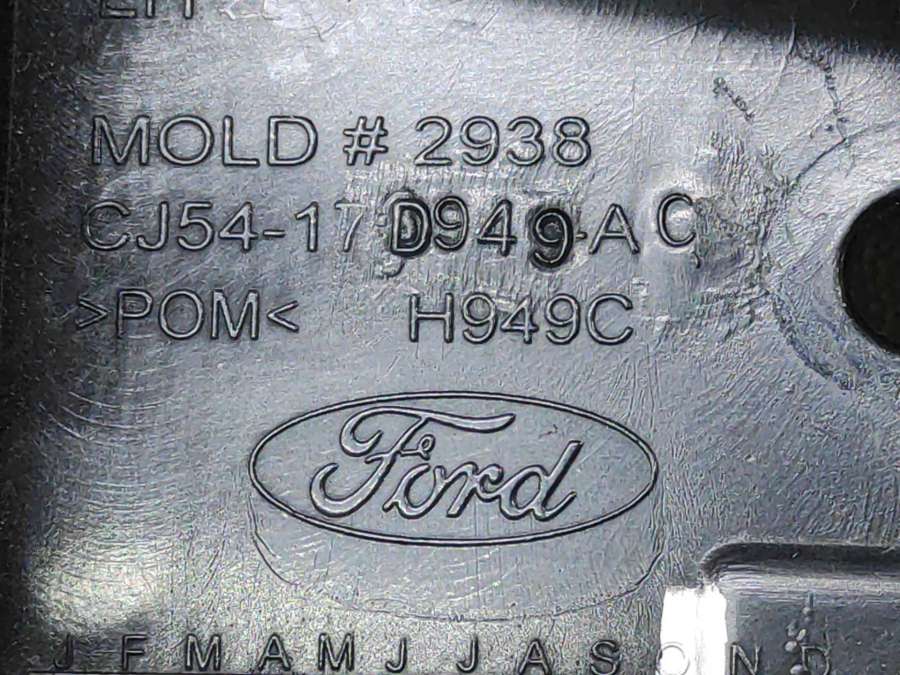 MOLD # 2938
CJ54-17D949-AC
>POM< H949C
Ford
J F M A M J J A S O N D